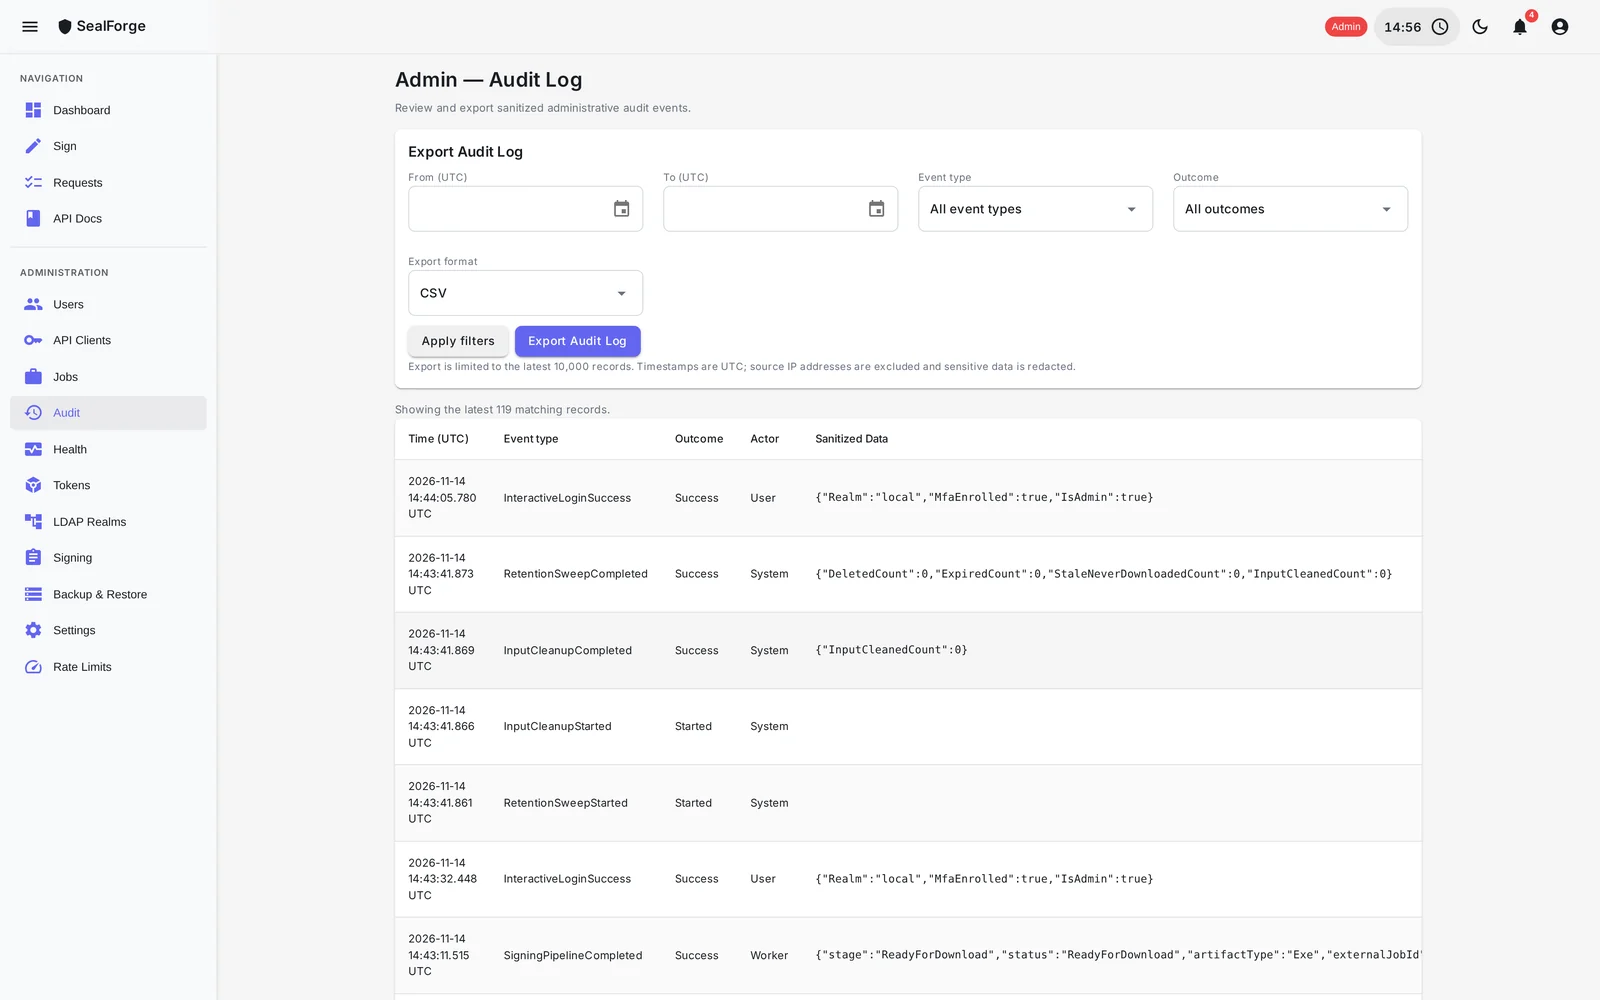 SealForge
Admin
14:56
4
NAVIGATION
Dashboard
Sign
Requests
API Docs
ADMINISTRATION
Users
API Clients
Jobs
Audit
Health
Tokens
LDAP Realms
Signing
Backup & Restore
Settings
Rate Limits
Admin — Audit Log
Review and export sanitized administrative audit events.
Export Audit Log
From (UTC) To (UTC) Event type Outcome
All event types All outcomes
Export format
CSV
Apply filters Export Audit Log
Export is limited to the latest 10,000 records. Timestamps are UTC; source IP addresses are excluded and sensitive data is redacted.
Showing the latest 119 matching records.
Time (UTC) Event type Outcome Actor Sanitized Data
2026-11-14
14:44:05.780 InteractiveLoginSuccess Success User {"Realm":"local","MfaEnrolled":true,"IsAdmin":true}
UTC
2026-11-14
14:43:41.873 RetentionSweepCompleted Success System {"DeletedCount":0,"ExpiredCount":0,"StaleNeverDownloadedCount":0,"InputCleanedCount":0}
UTC
2026-11-14
14:43:41.869 InputCleanupCompleted Success System {"InputCleanedCount":0}
UTC
2026-11-14
14:43:41.866 InputCleanupStarted Started System
UTC
2026-11-14
14:43:41.861 RetentionSweepStarted Started System
UTC
2026-11-14
14:43:32.448 InteractiveLoginSuccess Success User {"Realm":"local","MfaEnrolled":true,"IsAdmin":true}
UTC
2026-11-14
14:43:11.515 SigningPipelineCompleted Success Worker {"stage":"ReadyForDownload","status":"ReadyForDownload","artifactType":"Exe","externalJobId"
UTC